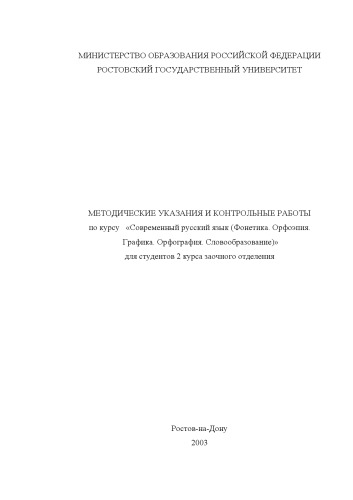 МИНИСТЕРСТВО ОБРАЗОВАНИЯ РОССИЙСКОЙ ФЕДЕРАЦИИ
РОСТОВСКИЙ ГОСУДАРСТВЕННЫЙ УНИВЕРСИТЕТ
МЕТОДИЧЕСКИЕ УКАЗАНИЯ И КОНТРОЛЬНЫЕ РАБОТЫ
по курсу «Современный русский язык (Фонетика. Орфоэпия.
Графика. Орфография. Словообразование)»
для студентов 2 курса заочного отделения
Ростов-на-Дону
2003